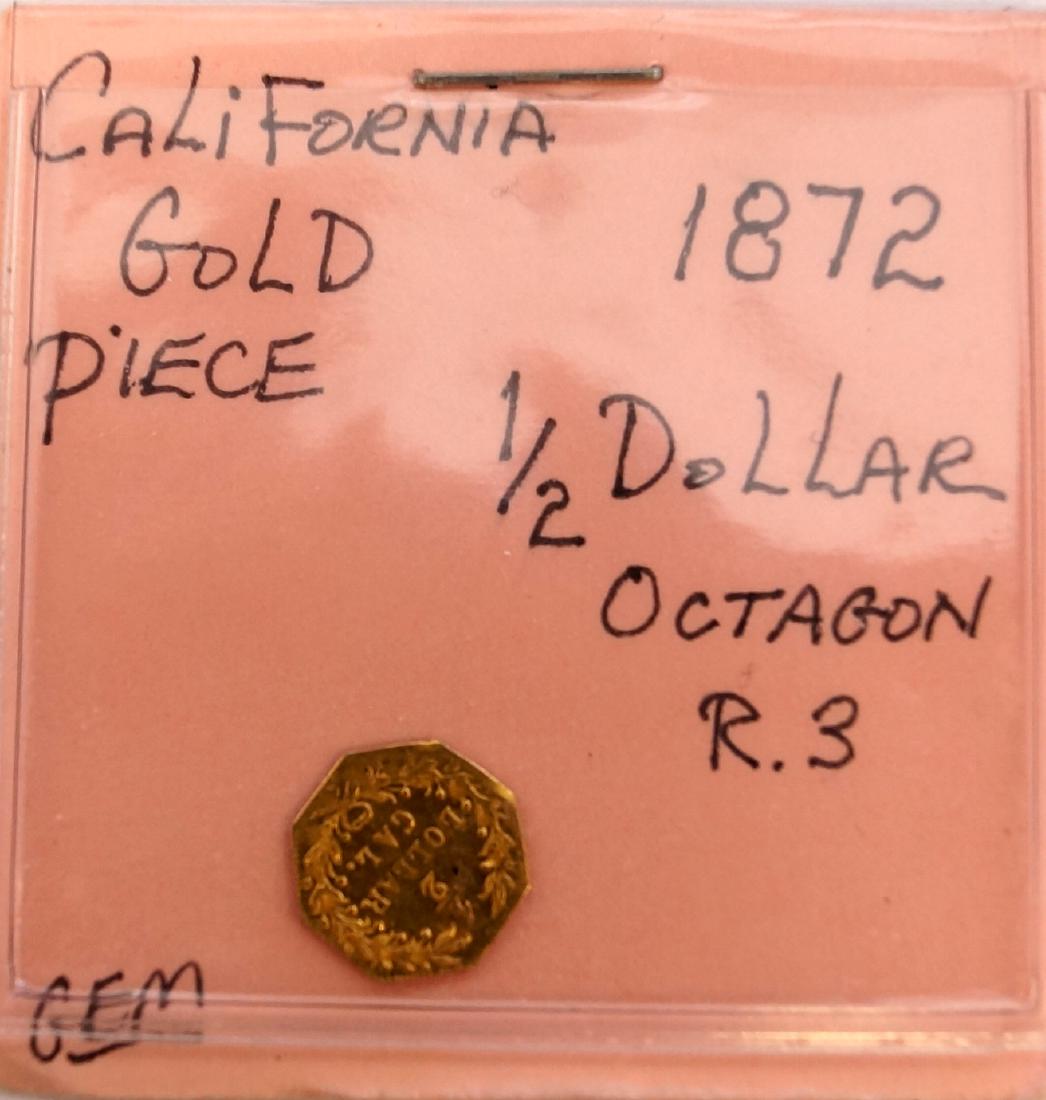 CALiFORNIA
GOLD
PiECE
1872
1/2 DOLLAR
OCTAGON
R.3
1/2
DOLLAR
CAL.
GEM